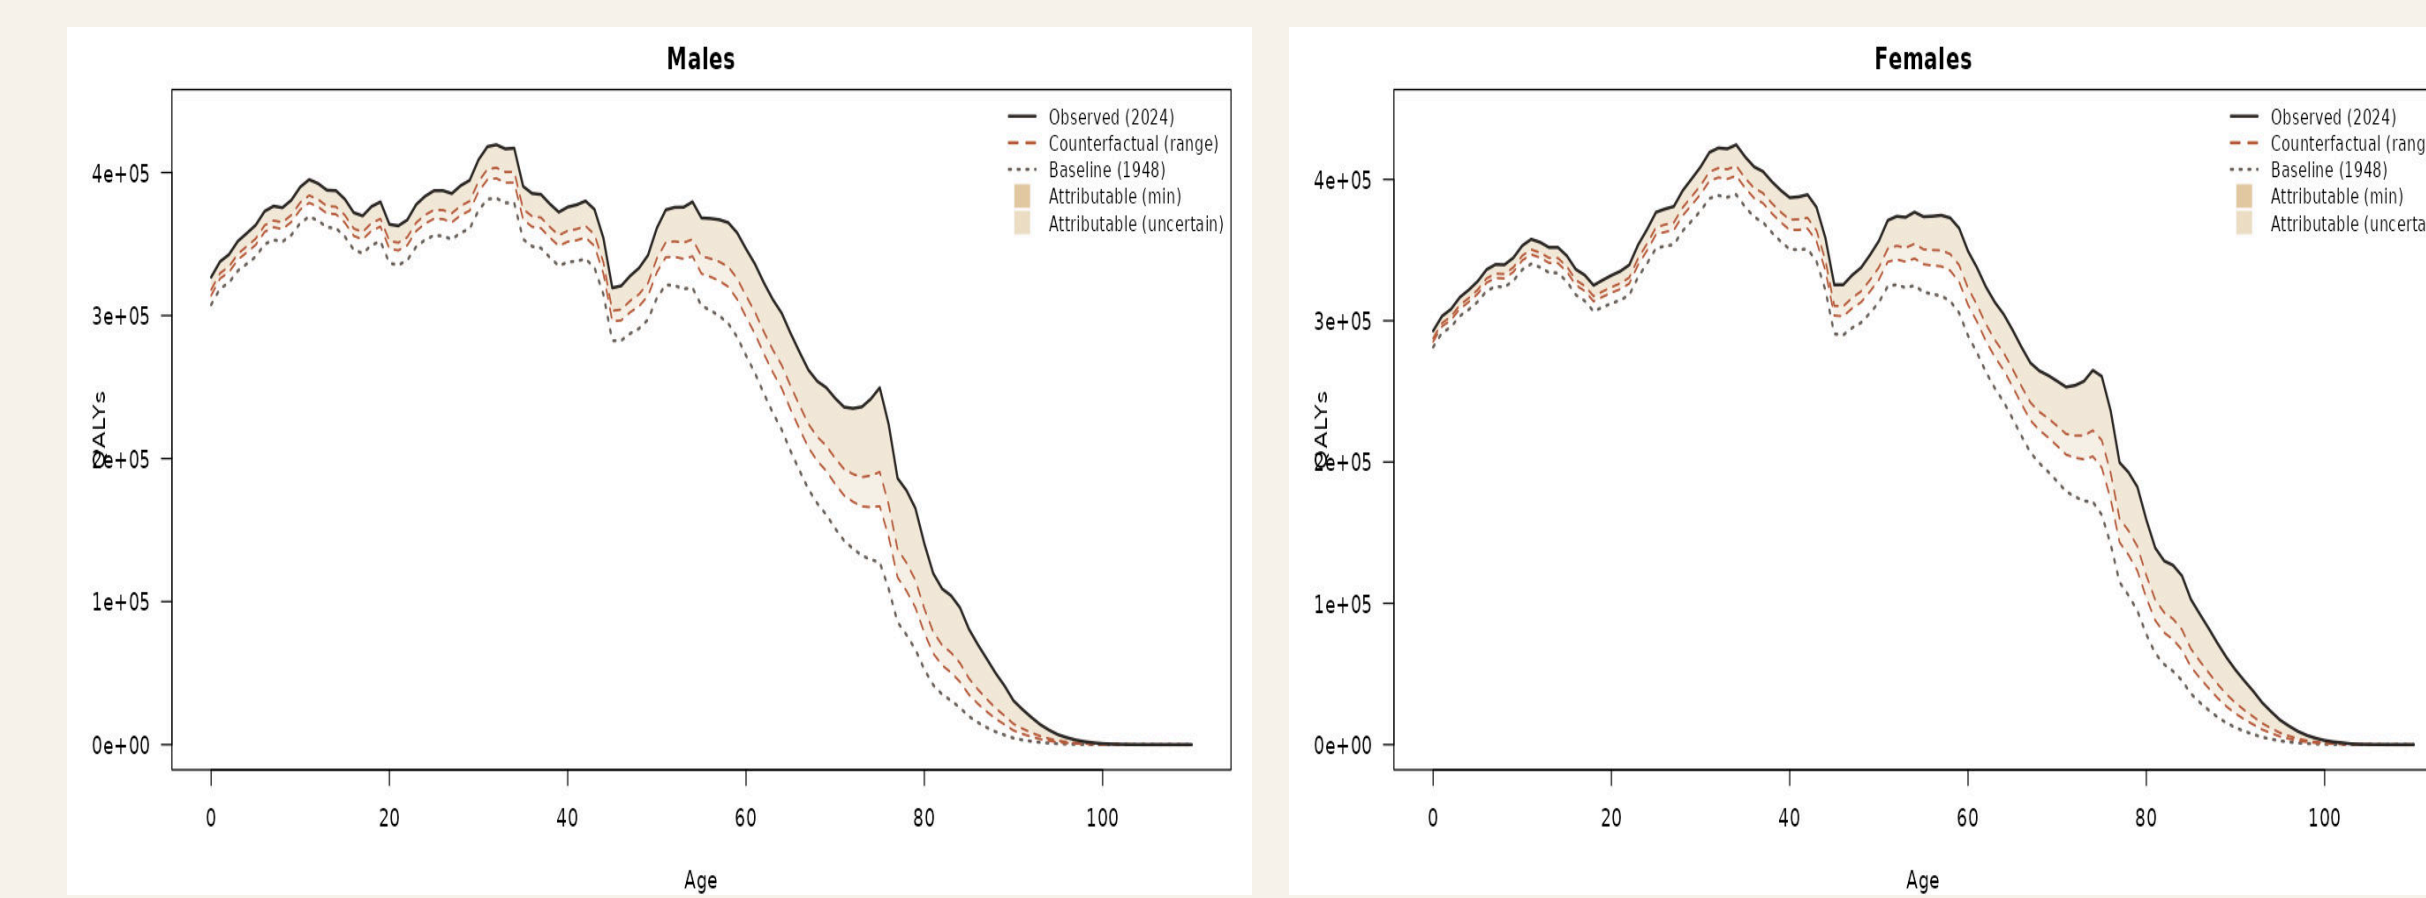 Males
Observed (2024)
Counterfactual (range)
Baseline (1948)
Attributable (min)
Attributable (uncertain)
4e+05
3e+05
2e+05
1e+05
0e+00
0 20 40 60 80 100
Age
Females
Observed (2024)
Counterfactual (rang
Baseline (1948)
Attributable (min)
Attributable (uncerta
4e+05
3e+05
2e+05
1e+05
0e+00
0 20 40 60 80 100
Age